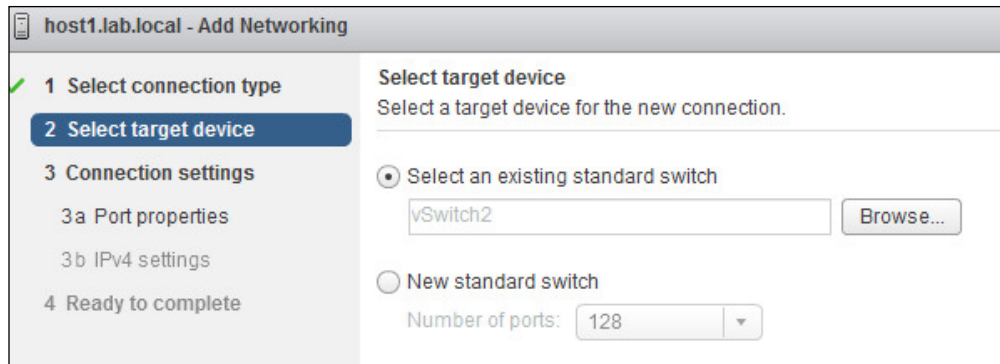 host1.lab.local - Add Networking
1 Select connection type
2 Select target device
3 Connection settings
3a Port properties
3b IPv4 settings
4 Ready to complete
Select target device
Select a target device for the new connection.
Select an existing standard switch
vSwitch2 Browse...
New standard switch
Number of ports: 128